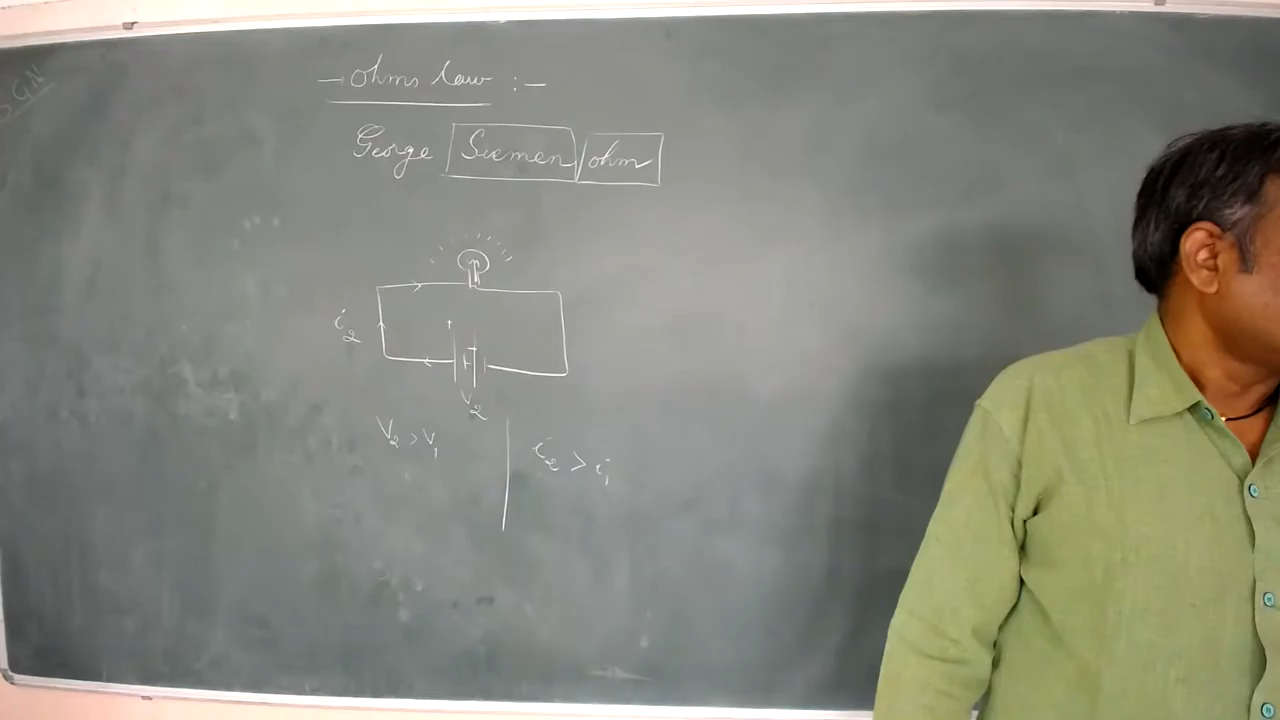 → ohms law :-
George Siemen ohm
i₂
V₂
V₂ > V₁
i₂ > i₁